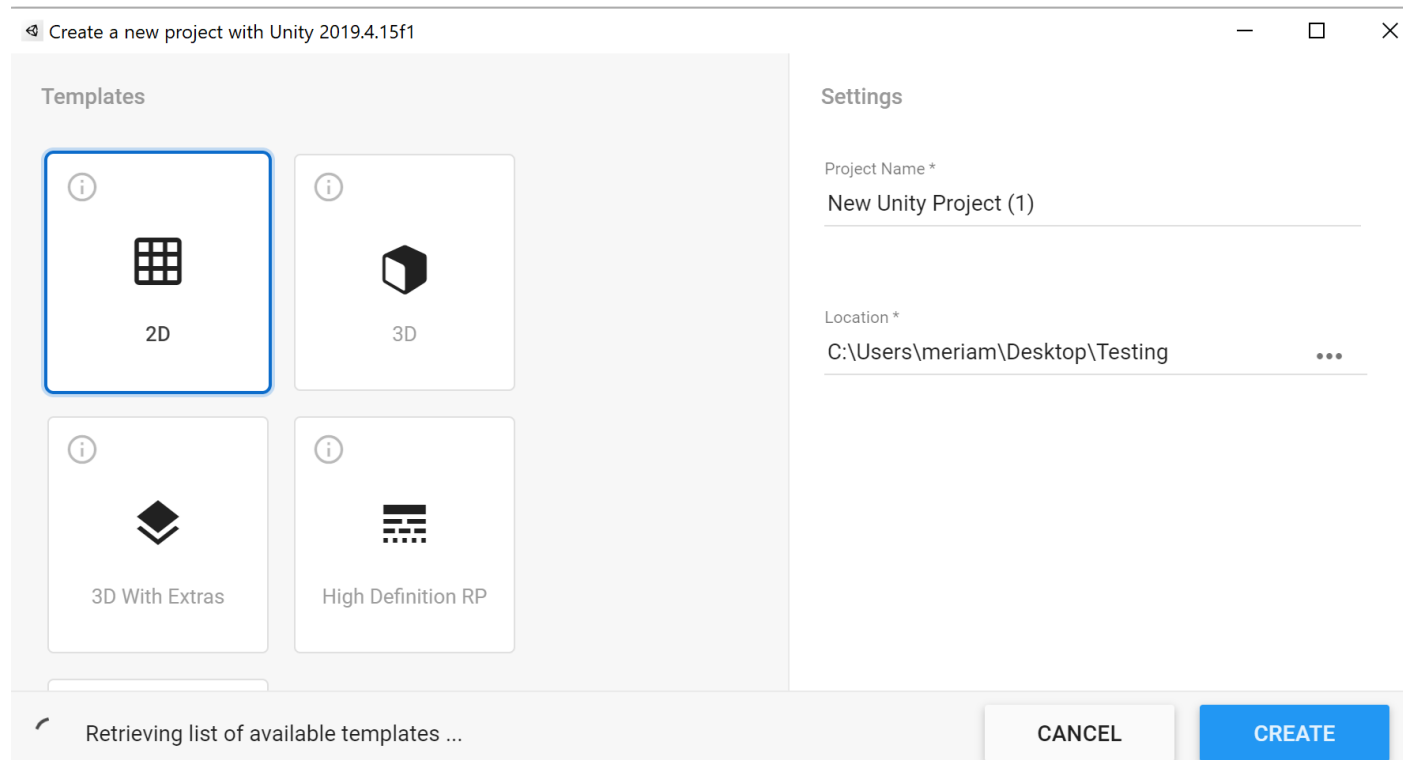 Create a new project with Unity 2019.4.15f1
Templates
2D
3D
3D With Extras
High Definition RP
Settings
Project Name *
New Unity Project (1)
Location *
C:\Users\meriam\Desktop\Testing
Retrieving list of available templates ...
CANCEL
CREATE